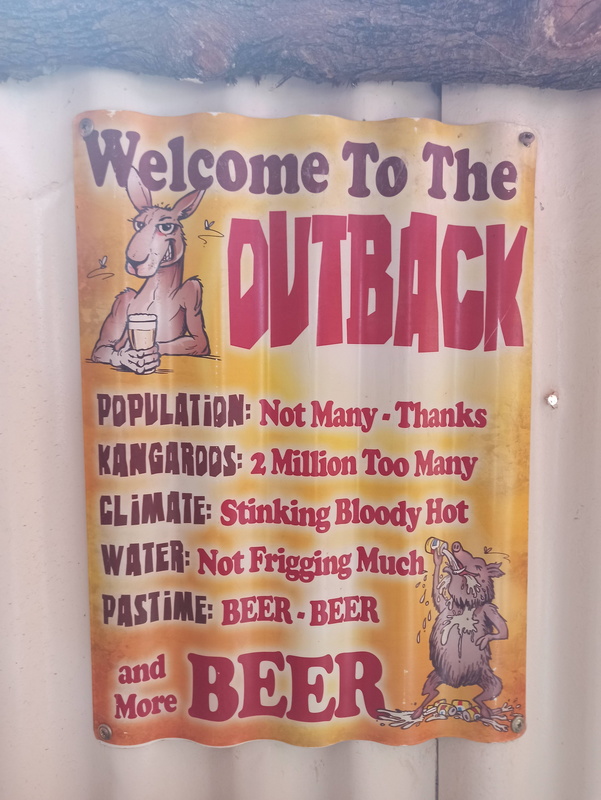 Welcome To The
OUTBACK
POPULATION: Not Many - Thanks
KANGAROOS: 2 Million Too Many
CLIMATE: Stinking Bloody Hot
WATER: Not Frigging Much
PASTIME: BEER - BEER
and
More BEER